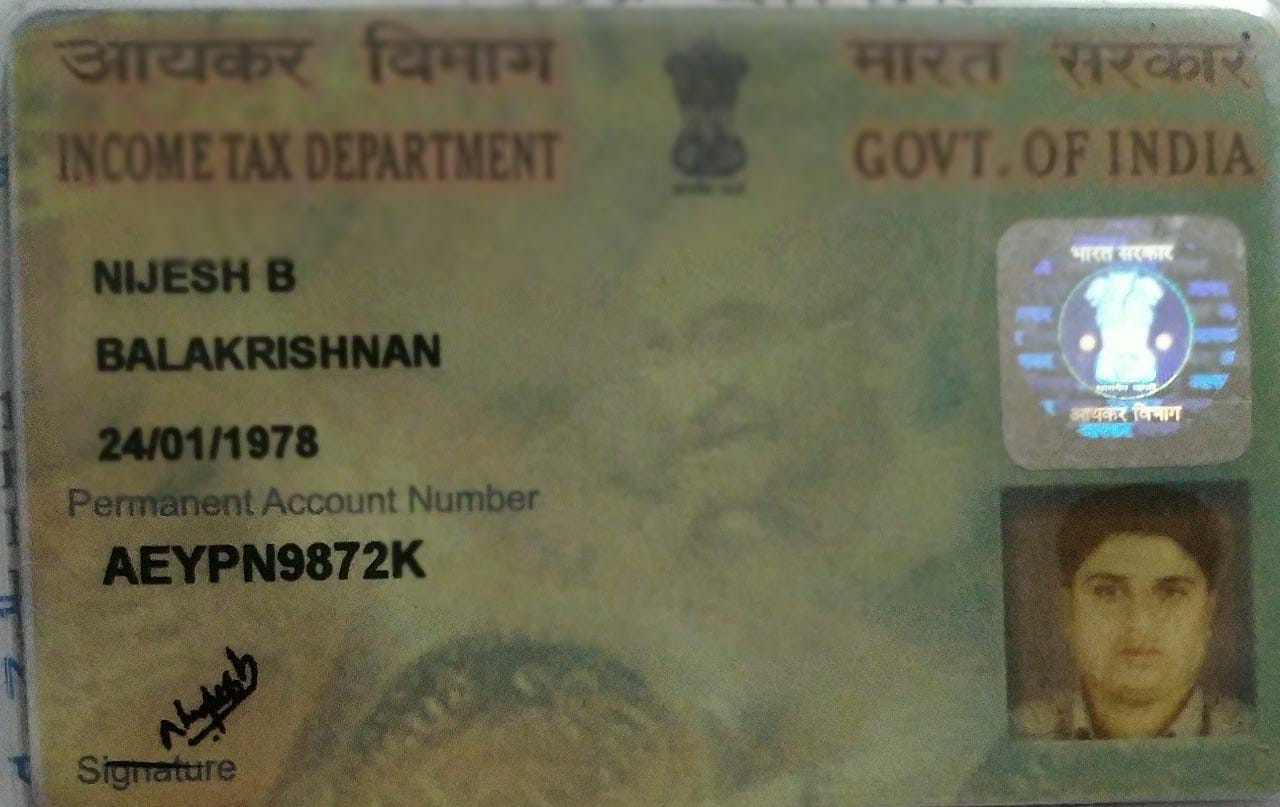 आयकर विभाग भारत सरकार
INCOME TAX DEPARTMENT GOVT. OF INDIA
NIJESH B
भारत सरकार
BALAKRISHNAN
आयकर विभाग
24/01/1978
Permanent Account Number
AEYPN9872K
Signature